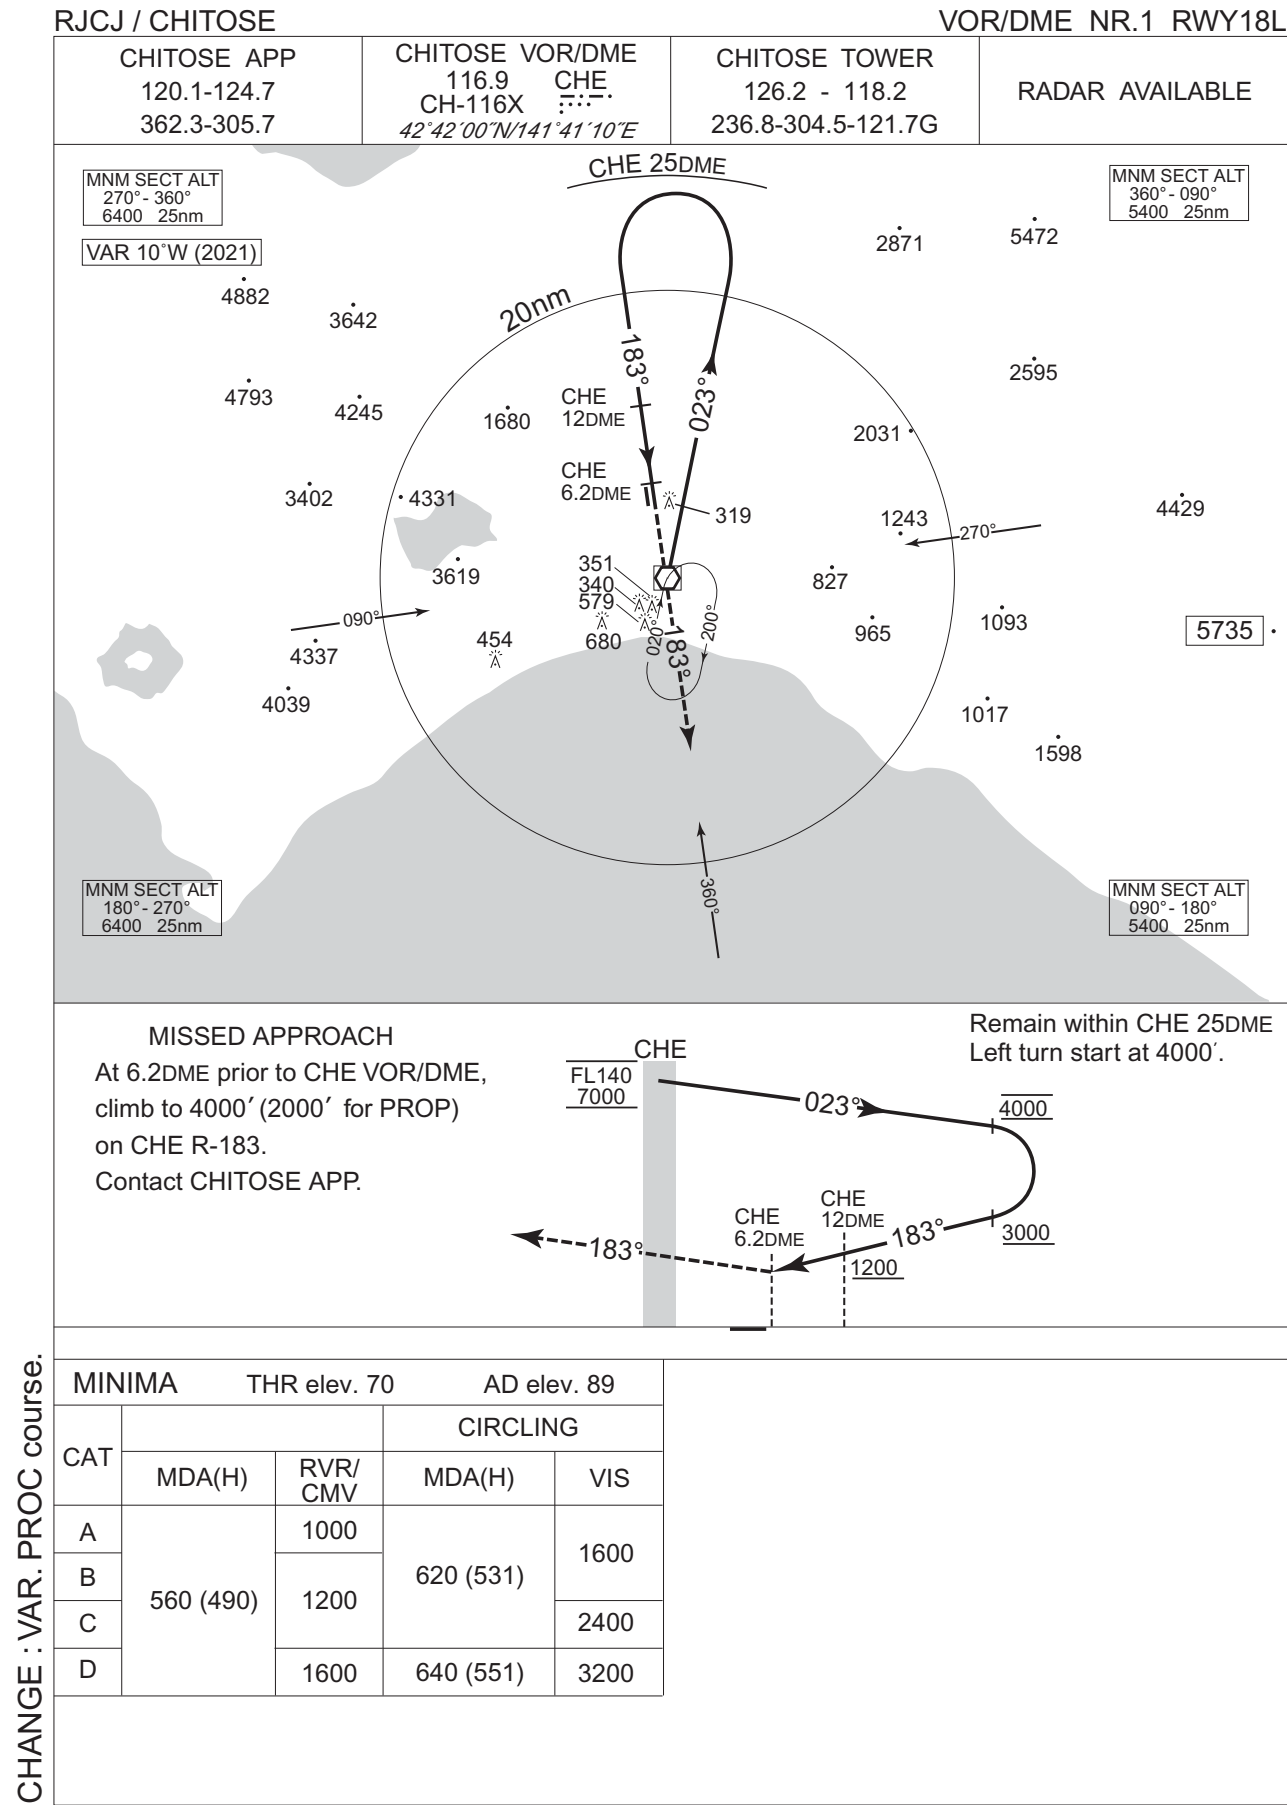 RJCJ / CHITOSE
VOR/DME NR.1 RWY18L
CHITOSE APP
120.1-124.7
362.3-305.7
CHITOSE VOR/DME
116.9 CHE
CH-116X
42°42′00″N/141°41′10″E
CHITOSE TOWER
126.2 - 118.2
236.8-304.5-121.7G
RADAR AVAILABLE
MNM SECT ALT
270°- 360°
6400 25nm
VAR 10°W (2021)
CHE 25DME
MNM SECT ALT
360°- 090°
5400 25nm
2871
5472
4882
3642
20nm
183°
023°
2595
4793
4245
1680
CHE
12DME
2031
CHE
6.2DME
3402
4331
319
1243
270°
4429
3619
351
340
579
827
090°
680
454
020°
200°
183°
965
1093
5735
4337
4039
1017
1598
360°
MNM SECT ALT
180°- 270°
6400 25nm
MNM SECT ALT
090°- 180°
5400 25nm
MISSED APPROACH
At 6.2DME prior to CHE VOR/DME,
climb to 4000′ (2000′ for PROP)
on CHE R-183.
Contact CHITOSE APP.
Remain within CHE 25DME
Left turn start at 4000′.
CHE
FL140
7000
023°
4000
CHE
6.2DME
CHE
12DME
183°
3000
183°
1200
MINIMA THR elev. 70 AD elev. 89
CAT
CIRCLING
MDA(H)
RVR/
CMV
MDA(H)
VIS
A
1000
B
560 (490)
1200
620 (531)
1600
C
2400
D
1600
640 (551)
3200
CHANGE : VAR. PROC course.